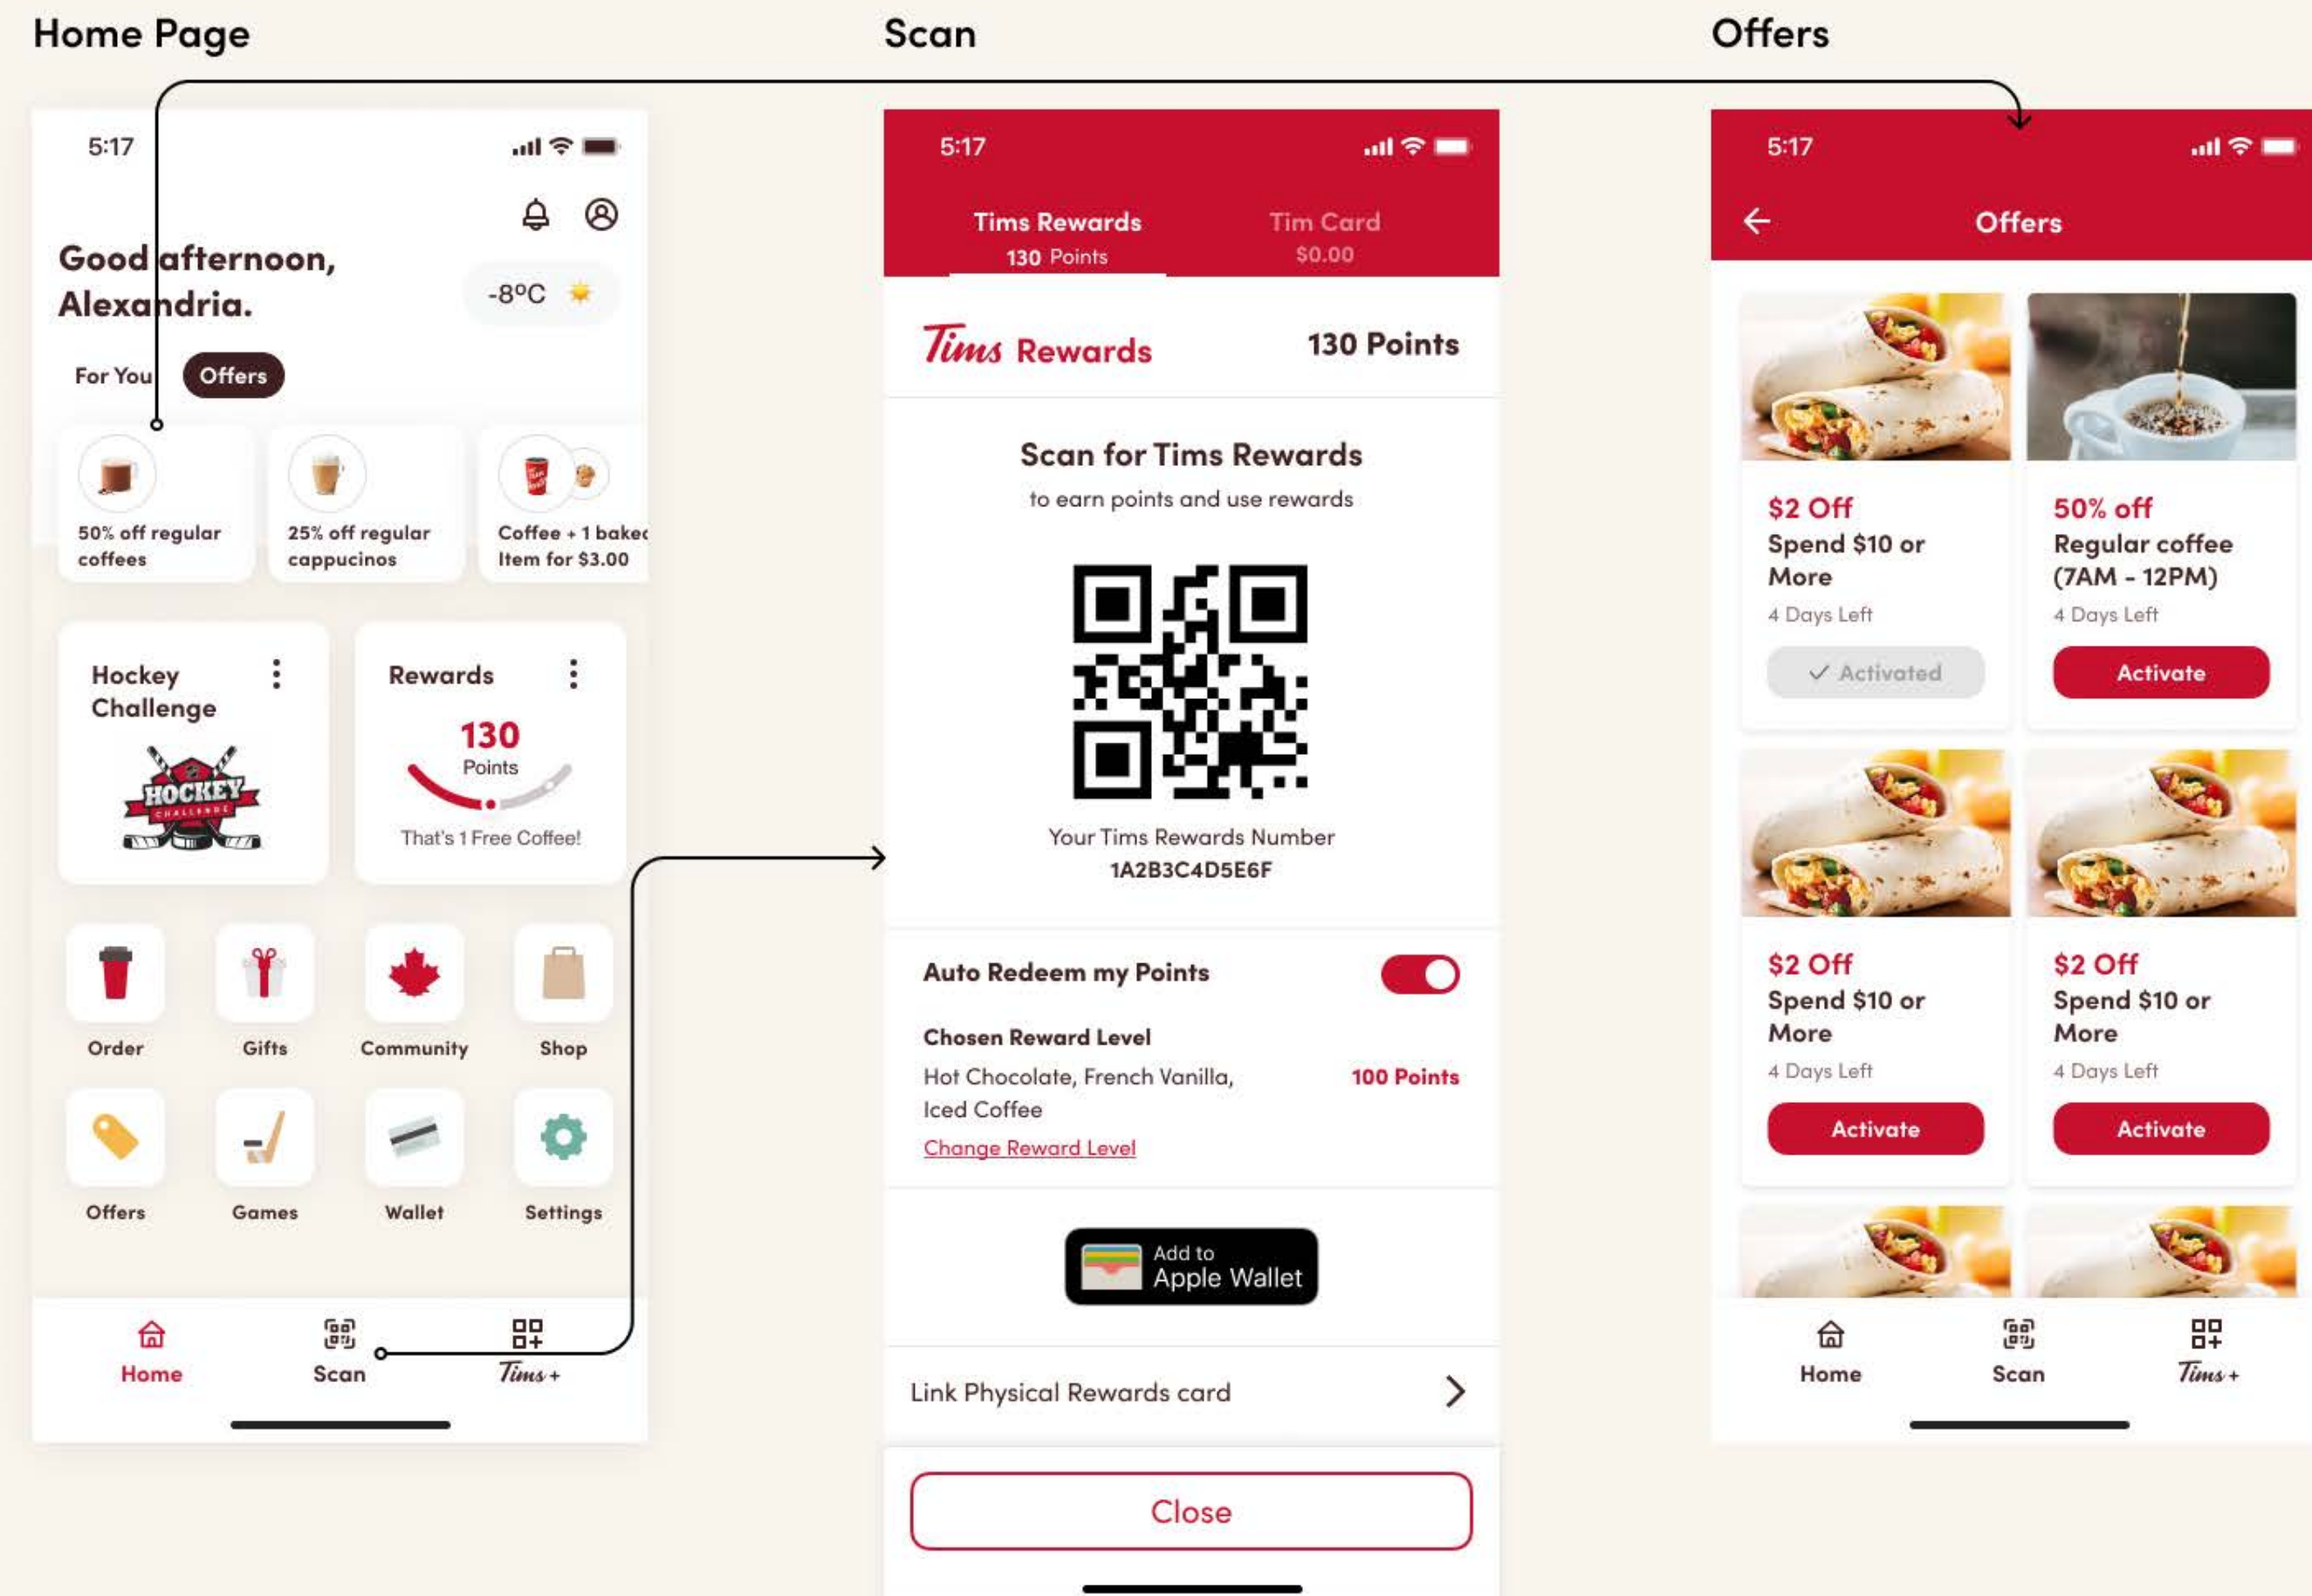 Home Page
5:17
Good afternoon,
Alexandria.
-8°C
For You
Offers
50% off regular
coffees
25% off regular
cappucinos
Coffee + 1 baked
Item for $3.00
Hockey
Challenge
HOCKEY
CHALLENGE
Rewards
130
Points
That's 1 Free Coffee!
Order
Gifts
Community
Shop
Offers
Games
Wallet
Settings
Home
Scan
Tims +
Scan
5:17
Tims Rewards
130 Points
Tim Card
$0.00
Tims Rewards
130 Points
Scan for Tims Rewards
to earn points and use rewards
Your Tims Rewards Number
1A2B3C4D5E6F
Auto Redeem my Points
Chosen Reward Level
Hot Chocolate, French Vanilla,
Iced Coffee
100 Points
Change Reward Level
Add to
Apple Wallet
Link Physical Rewards card
Close
Offers
5:17
Offers
$2 Off
Spend $10 or
More
4 Days Left
Activated
50% off
Regular coffee
(7AM - 12PM)
4 Days Left
Activate
$2 Off
Spend $10 or
More
4 Days Left
Activate
$2 Off
Spend $10 or
More
4 Days Left
Activate
Home
Scan
Tims +